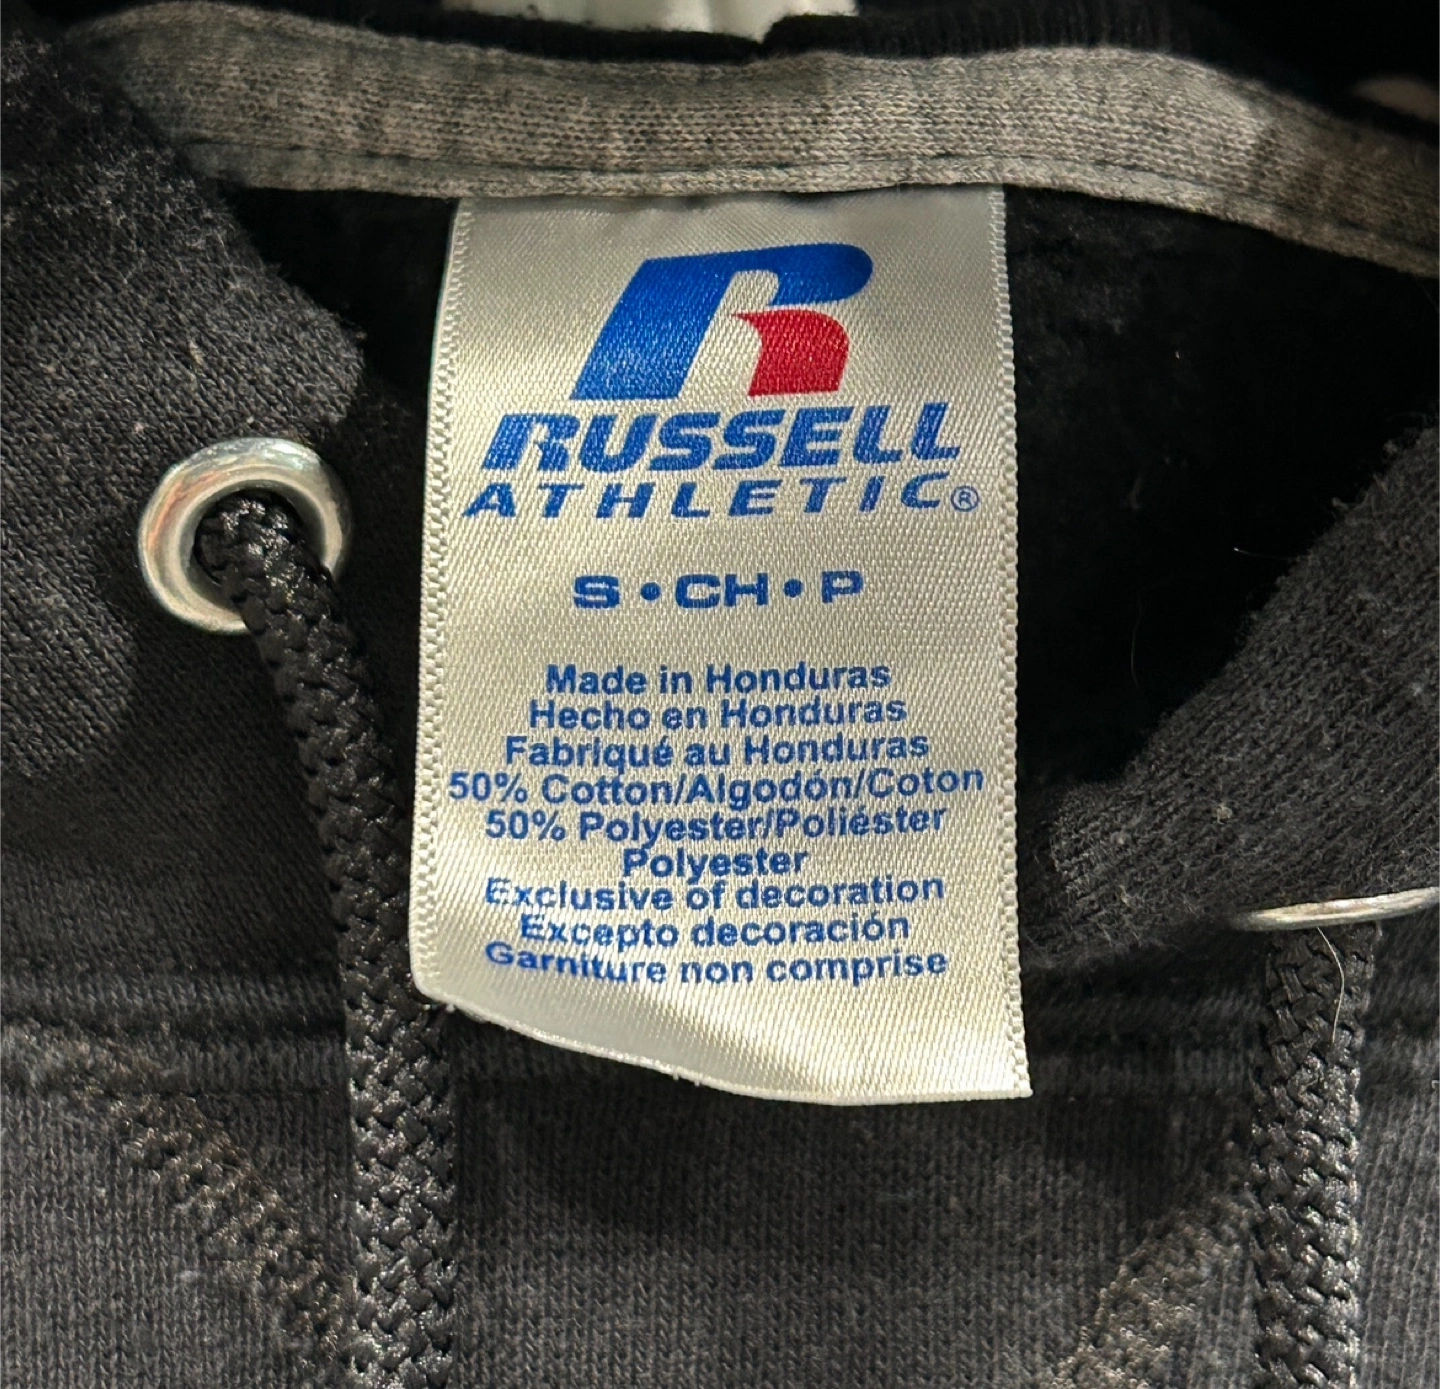 RUSSELL
ATHLETIC®
S • CH • P
Made in Honduras
Hecho en Honduras
Fabriqué au Honduras
50% Cotton/Algodón/Coton
50% Polyester/Poliéster
Polyester
Exclusive of decoration
Excepto decoración
Garniture non comprise